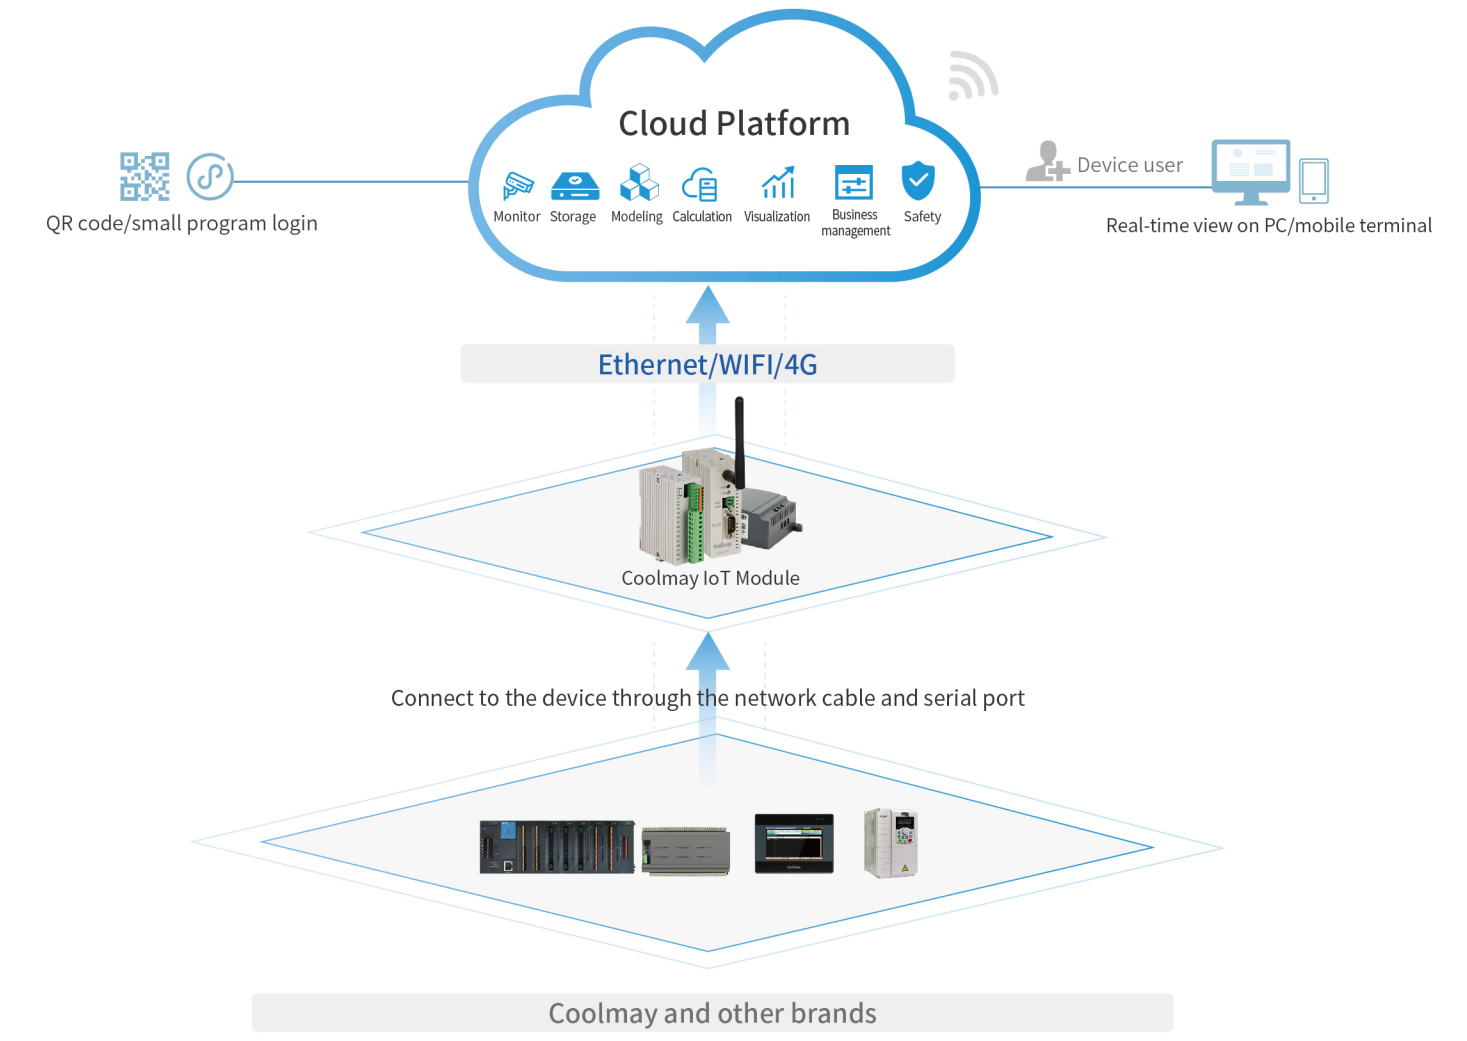 Cloud Platform
Monitor
Storage
Modeling
Calculation
Visualization
Business
management
Safety
QR code/small program login
Device user
Real-time view on PC/mobile terminal
Ethernet/WIFI/4G
Coolmay IoT Module
Connect to the device through the network cable and serial port
Coolmay and other brands